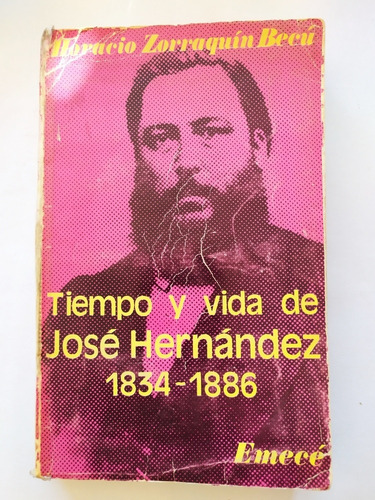 Horacio Zorraquín Becú
Tiempo y vida de
José Hernández
1834-1886
Emecé